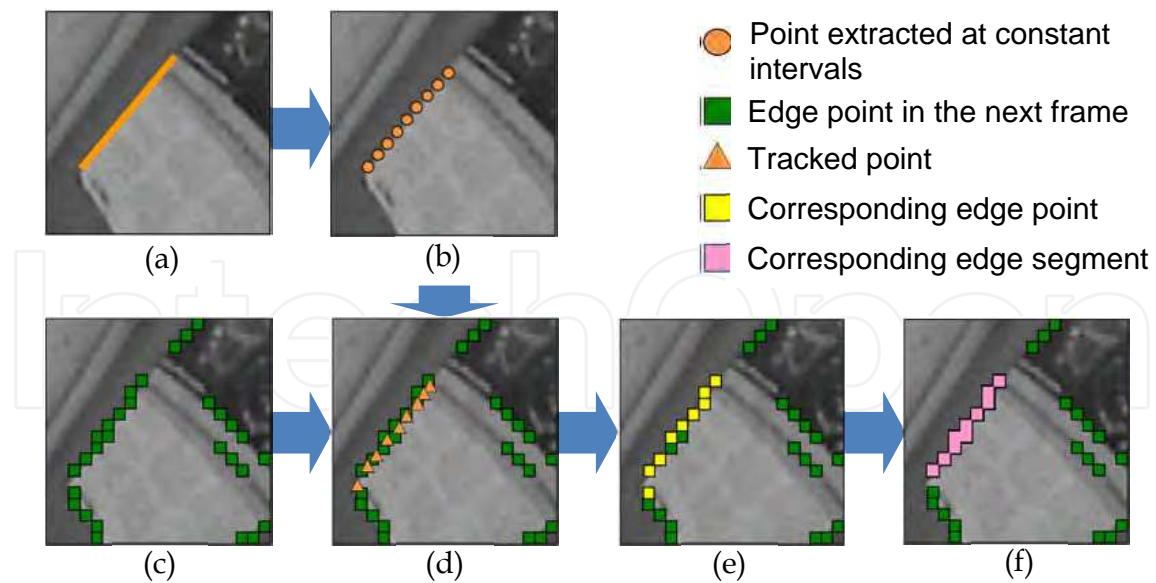 Point extracted at constant
intervals
Edge point in the next frame
Tracked point
Corresponding edge point
Corresponding edge segment
(a)
(b)
IntechOpen
(c)
(d)
(e)
(f)